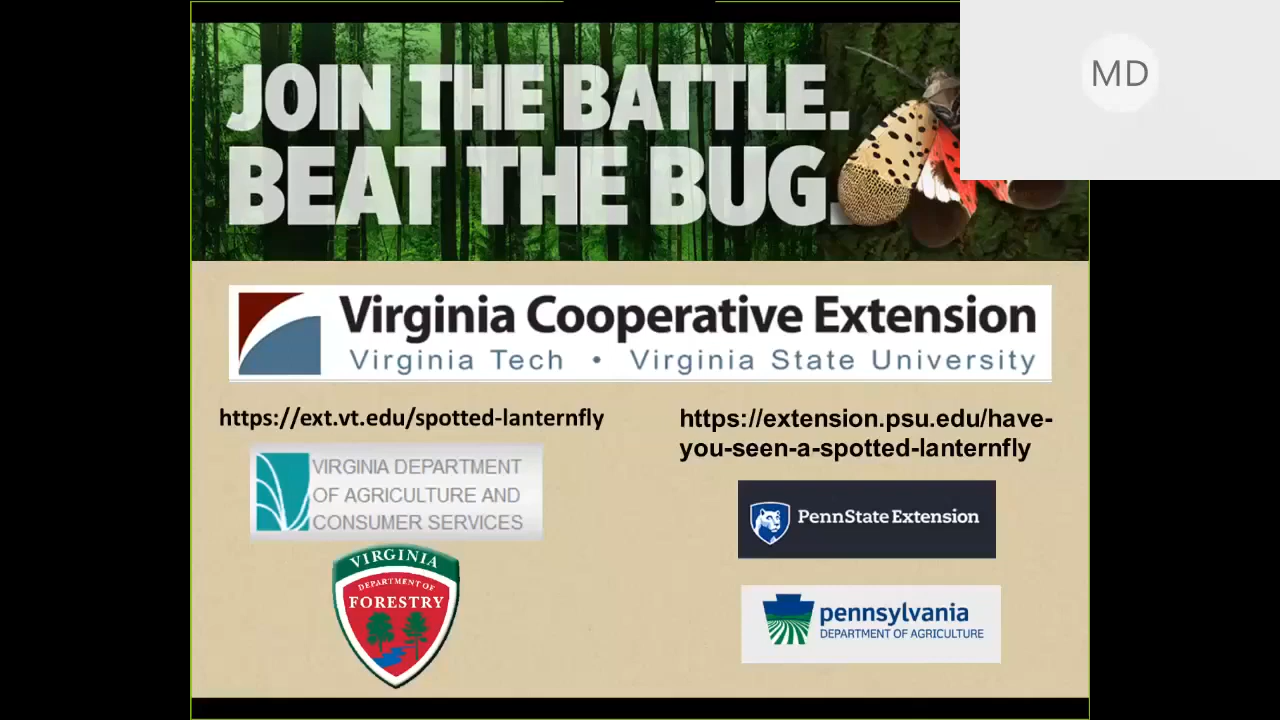 JOIN THE BATTLE.
BEAT THE BUG.
MD
Virginia Cooperative Extension
Virginia Tech • Virginia State University
https://ext.vt.edu/spotted-lanternfly
VIRGINIA DEPARTMENT
OF AGRICULTURE AND
CONSUMER SERVICES
VIRGINIA
DEPARTMENT OF
FORESTRY
https://extension.psu.edu/have-
you-seen-a-spotted-lanternfly
PennState Extension
pennsylvania
DEPARTMENT OF AGRICULTURE